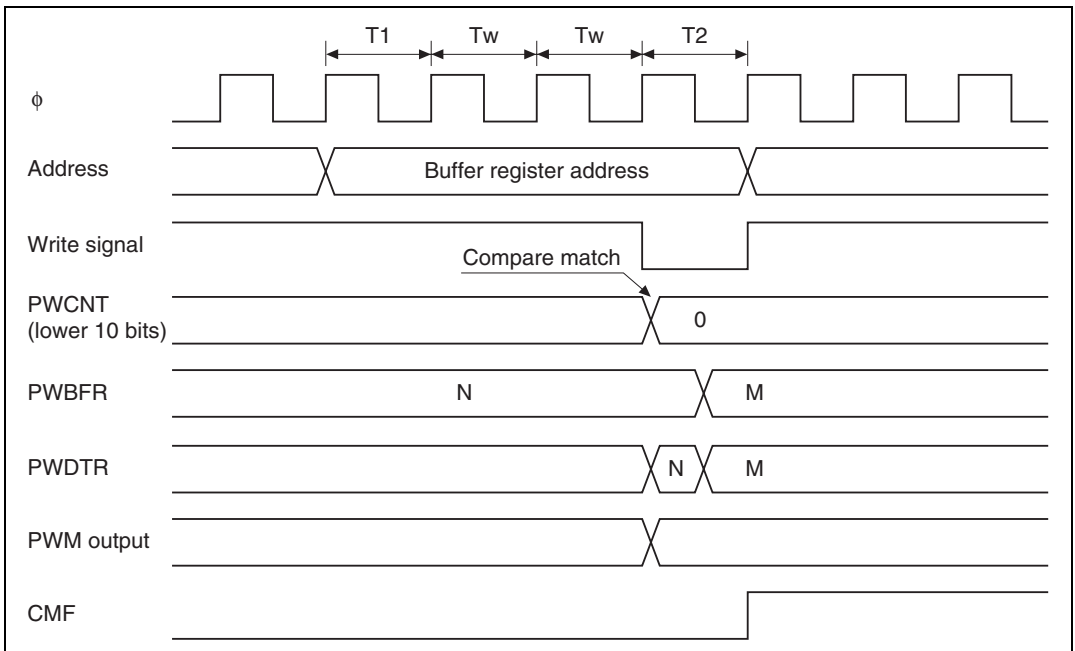 T1 Tw Tw T2
ϕ
Address Buffer register address
Write signal
Compare match
PWCNT
(lower 10 bits) 0
PWBFR N M
PWDTR N M
PWM output
CMF